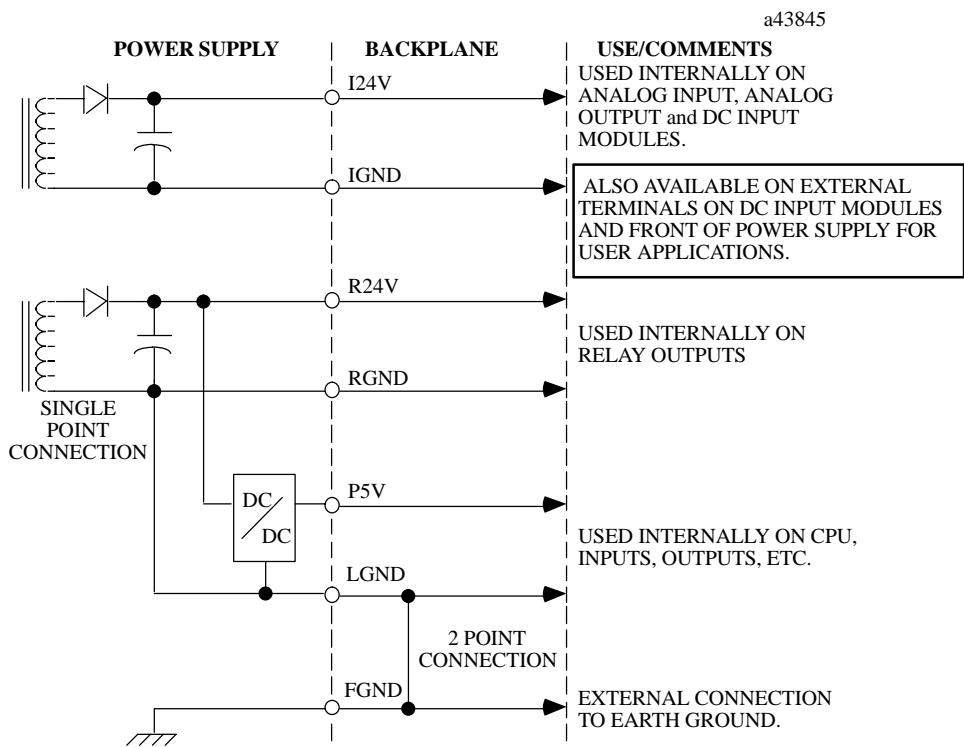 a43845
POWER SUPPLY
BACKPLANE
USE/COMMENTS
I24V
USED INTERNALLY ON
ANALOG INPUT, ANALOG
OUTPUT and DC INPUT
MODULES.
IGND
ALSO AVAILABLE ON EXTERNAL
TERMINALS ON DC INPUT MODULES
AND FRONT OF POWER SUPPLY FOR
USER APPLICATIONS.
R24V
USED INTERNALLY ON
RELAY OUTPUTS
RGND
SINGLE
POINT
CONNECTION
DC
DC
P5V
USED INTERNALLY ON CPU,
INPUTS, OUTPUTS, ETC.
LGND
2 POINT
CONNECTION
FGND
EXTERNAL CONNECTION
TO EARTH GROUND.